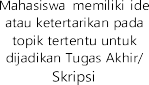 Mahasiswa memiliki ide
atau ketertarikan pada
topik tertentu untuk
dijadikan Tugas Akhir/
Skripsi